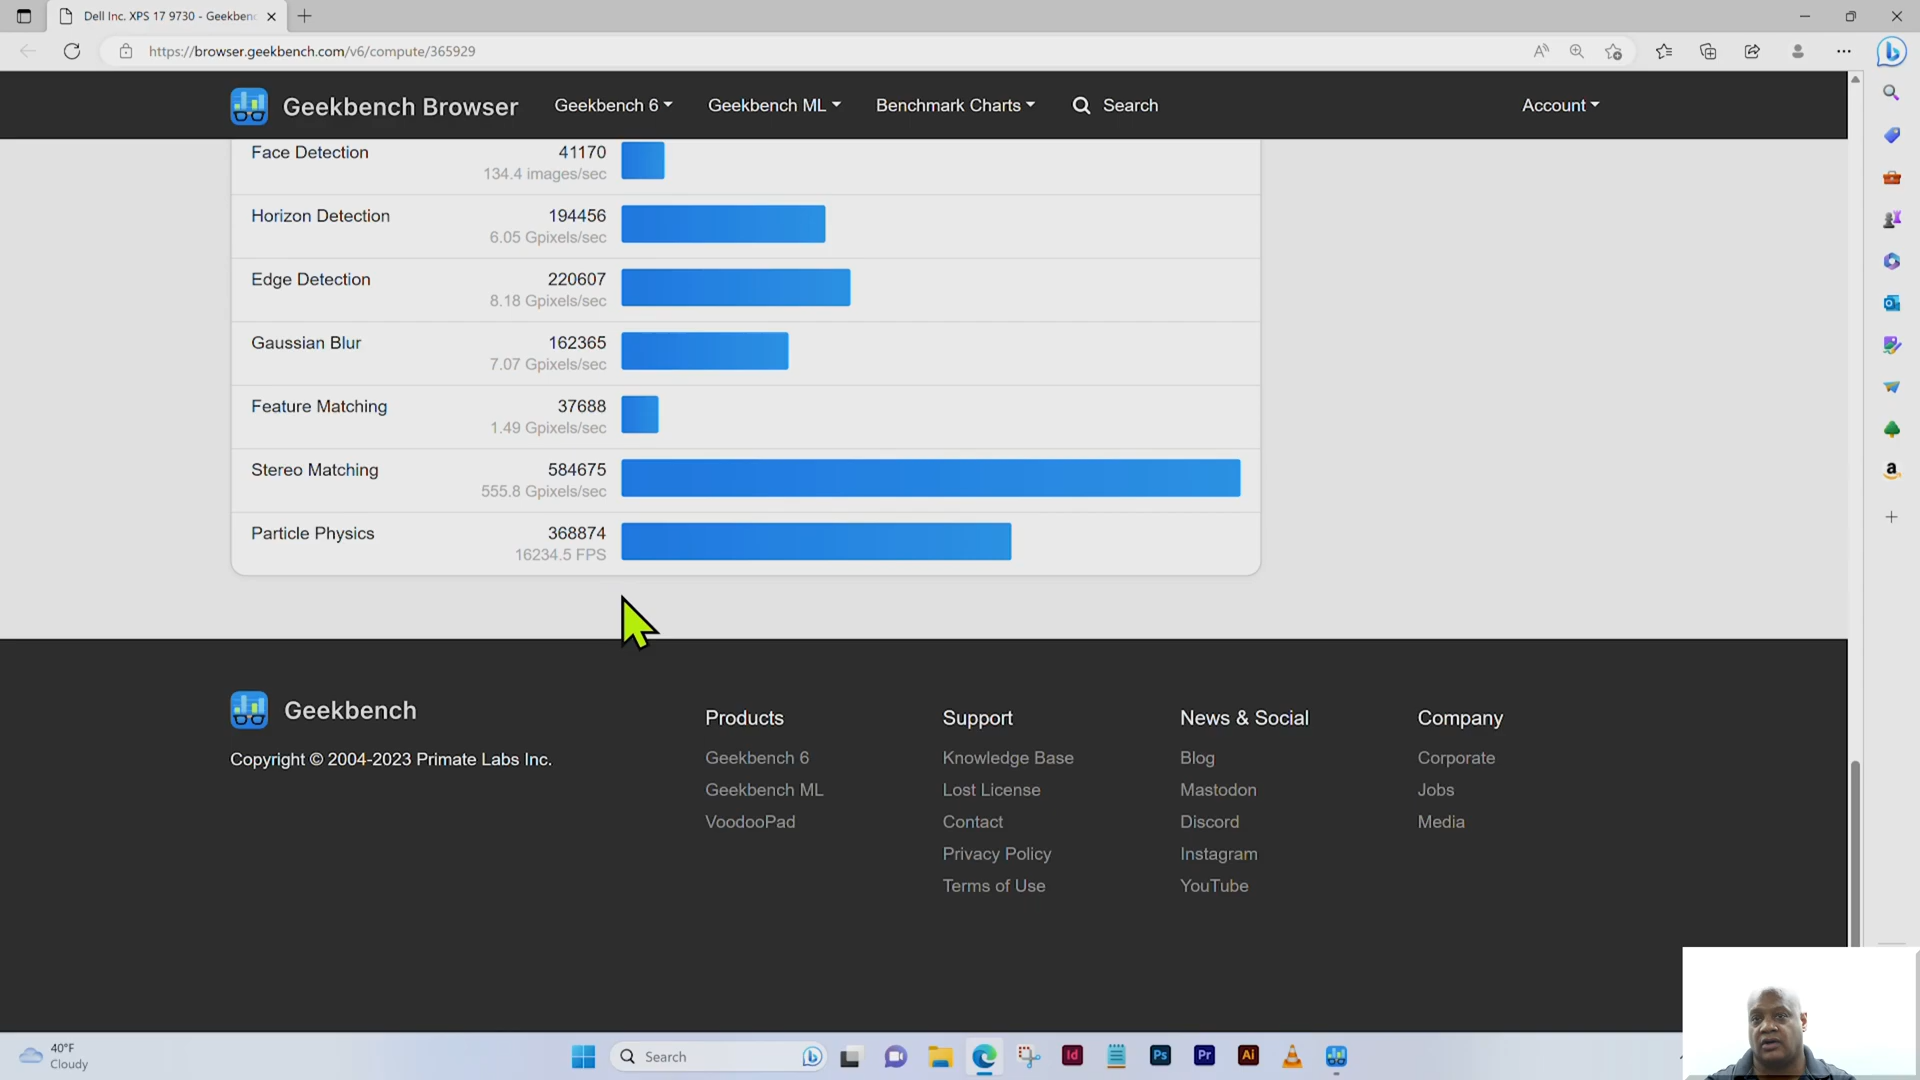 Dell Inc. XPS 17 9730 - Geekben
https://browser.geekbench.com/v6/compute/365929
Geekbench Browser Geekbench 6 Geekbench ML Benchmark Charts Search Account
Face Detection 41170
134.4 images/sec
Horizon Detection 194456
6.05 Gpixels/sec
Edge Detection 220607
8.18 Gpixels/sec
Gaussian Blur 162365
7.07 Gpixels/sec
Feature Matching 37688
1.49 Gpixels/sec
Stereo Matching 584675
555.8 Gpixels/sec
Particle Physics 368874
16234.5 FPS
Geekbench
Copyright © 2004-2023 Primate Labs Inc.
Products
Geekbench 6
Geekbench ML
VoodooPad
Support
Knowledge Base
Lost License
Contact
Privacy Policy
Terms of Use
News & Social
Blog
Mastodon
Discord
Instagram
YouTube
Company
Corporate
Jobs
Media
40°F
Cloudy
Search
Id
Ps
Pr
Ai